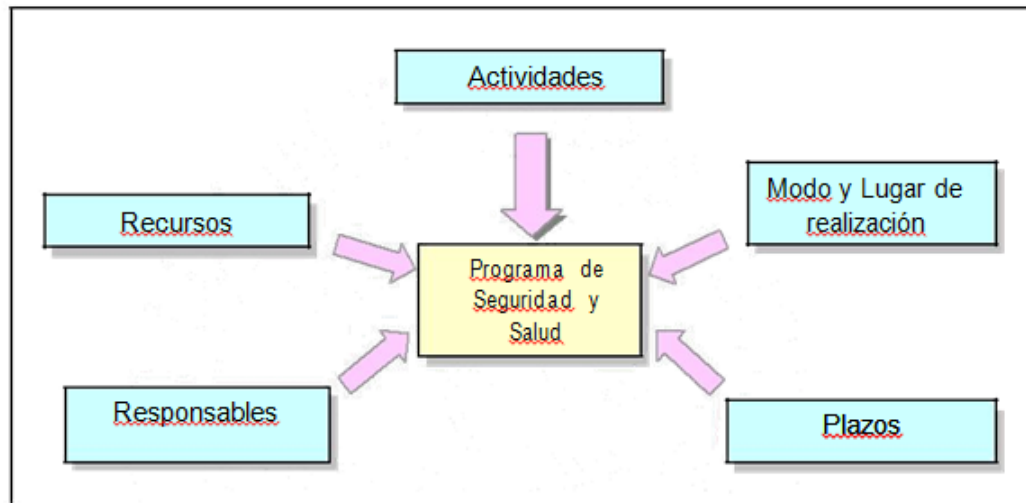 Actividades
Modo y Lugar de
realización
Recursos
Programa de
Seguridad y
Salud
Responsables
Plazos